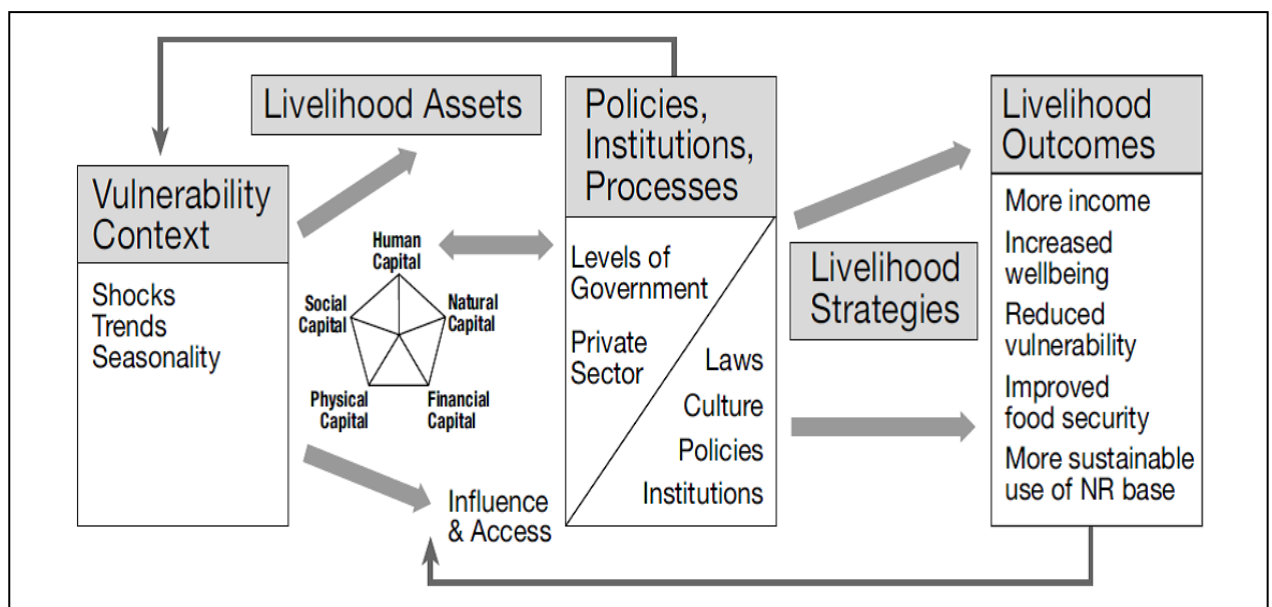 Livelihood Assets
Vulnerability
Context
Shocks
Trends
Seasonality
Human
Capital
Social
Capital
Natural
Capital
Physical
Capital
Financial
Capital
Influence
& Access
Policies,
Institutions,
Processes
Levels of
Government
Private
Sector
Laws
Culture
Policies
Institutions
Livelihood
Strategies
Livelihood
Outcomes
More income
Increased
wellbeing
Reduced
vulnerability
Improved
food security
More sustainable
use of NR base